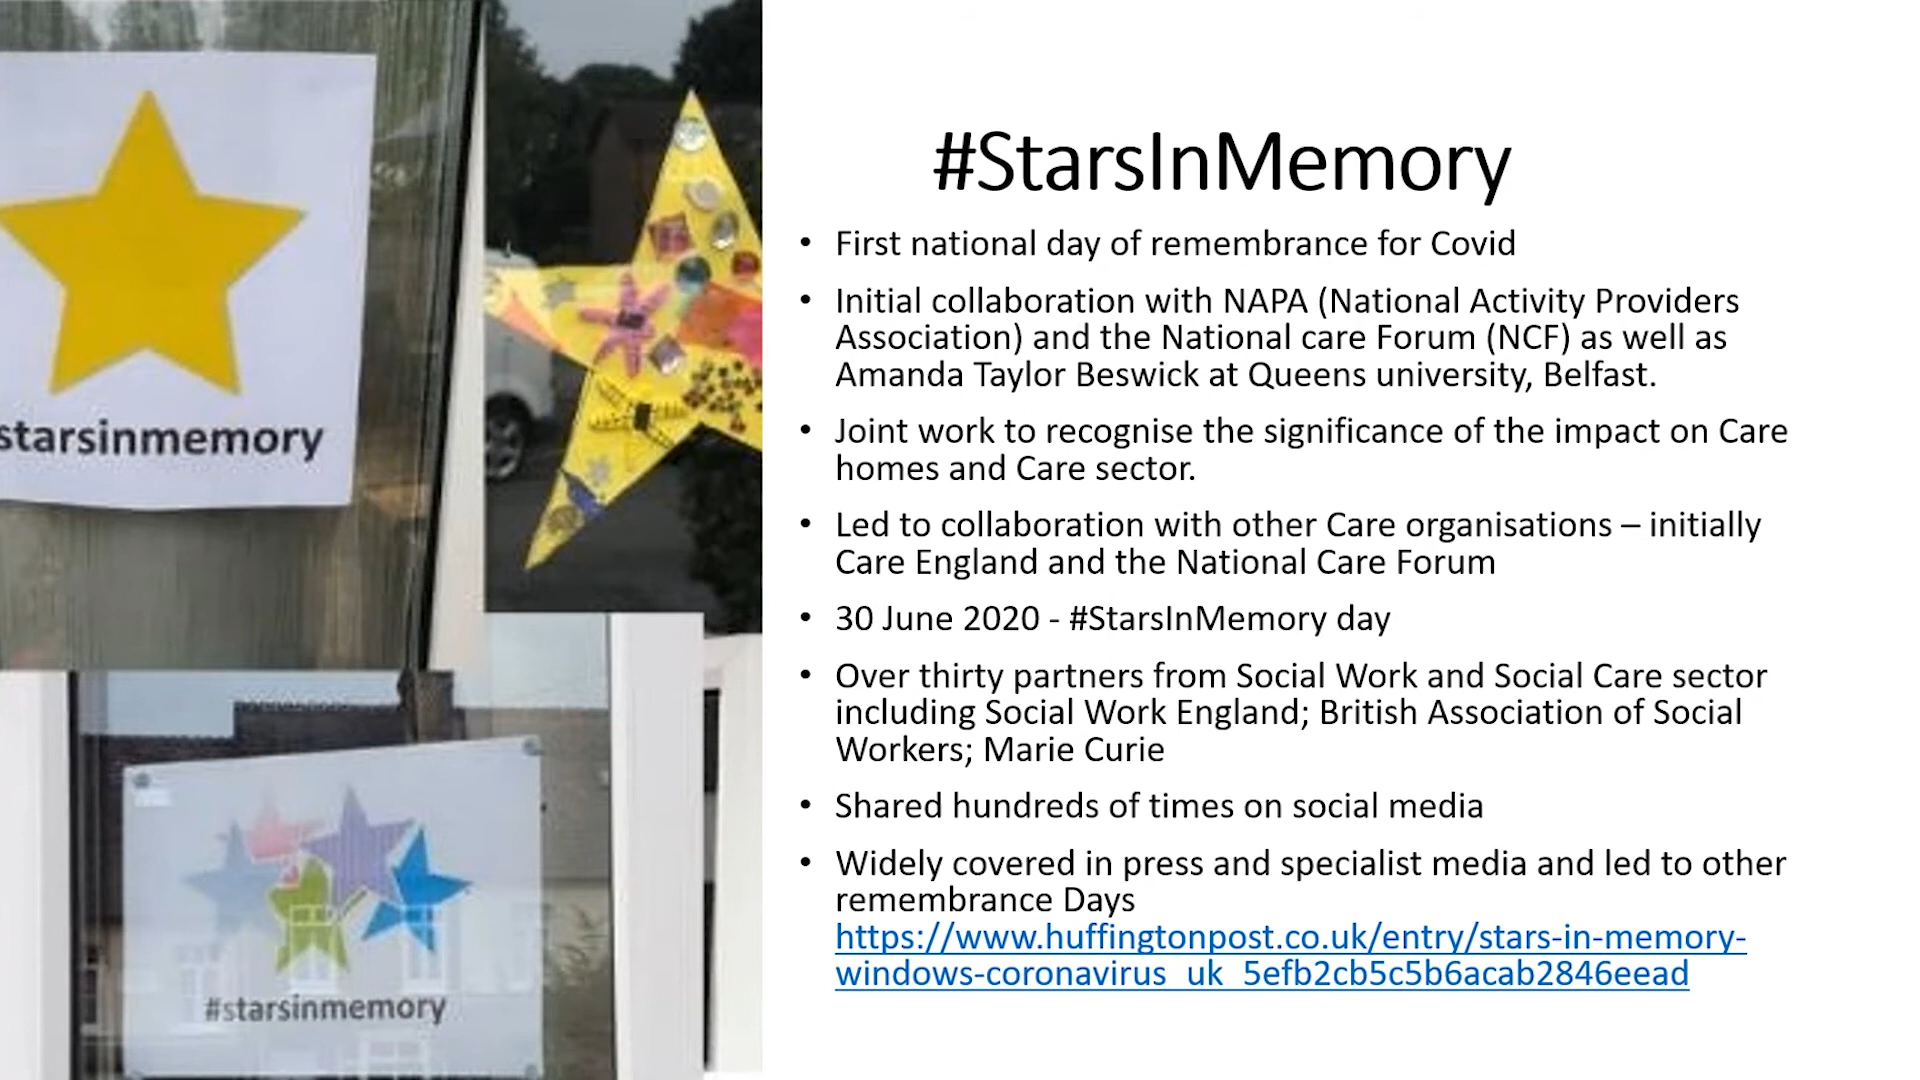 starsinmemory
#starsinmemory
#StarsInMemory
• First national day of remembrance for Covid
• Initial collaboration with NAPA (National Activity Providers
Association) and the National care Forum (NCF) as well as
Amanda Taylor Beswick at Queens university, Belfast.
• Joint work to recognise the significance of the impact on Care
homes and Care sector.
• Led to collaboration with other Care organisations – initially
Care England and the National Care Forum
• 30 June 2020 - #StarsInMemory day
• Over thirty partners from Social Work and Social Care sector
including Social Work England; British Association of Social
Workers; Marie Curie
• Shared hundreds of times on social media
• Widely covered in press and specialist media and led to other
remembrance Days
https://www.huffingtonpost.co.uk/entry/stars-in-memory-
windows-coronavirus_uk_5efb2cb5c5b6acab2846eead